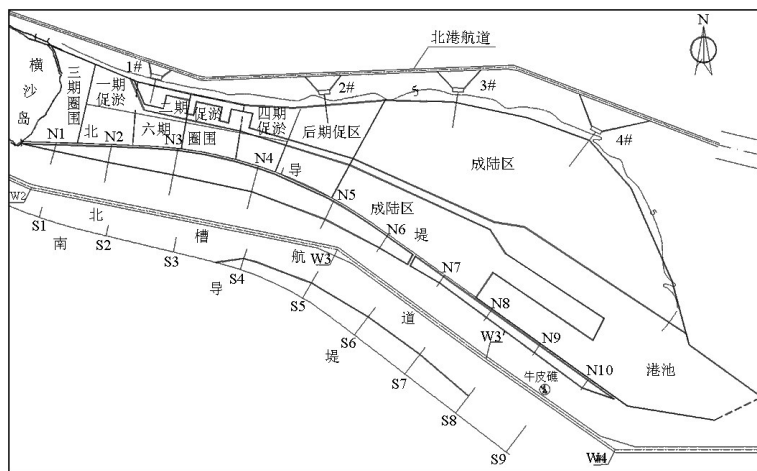 N
北港航道
1#
2#
3#
4#
5
5
横沙岛
三期圈围
一期促淤
二期
促淤
四期促淤
后期促区
六期
圈围
成陆区
成陆区
港池
北
导
堤
N1
N2
N3
N4
N5
N6
N7
N8
N9
N10
W2
W3
W3'
北
槽
航
道
牛皮礁
南
导
堤
S1
S2
S3
S4
S5
S6
S7
S8
S9